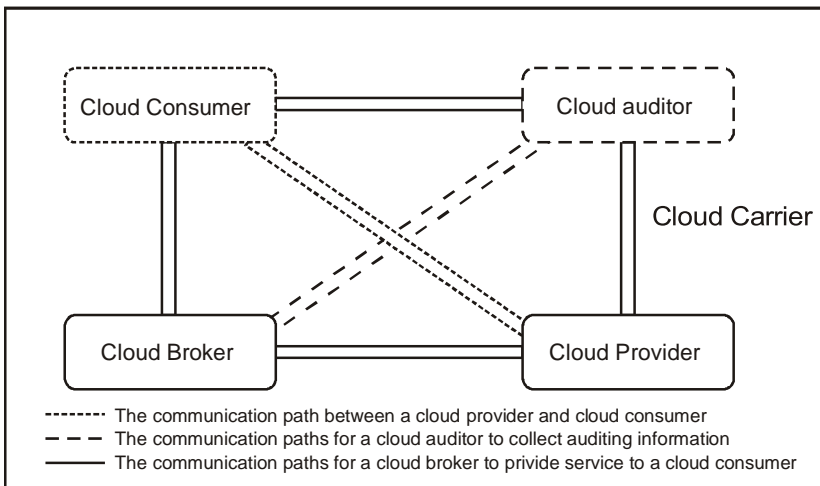 Cloud Consumer
Cloud auditor
Cloud Carrier
Cloud Broker
Cloud Provider
The communication path between a cloud provider and cloud consumer
The communication paths for a cloud auditor to collect auditing information
The communication paths for a cloud broker to privide service to a cloud consumer